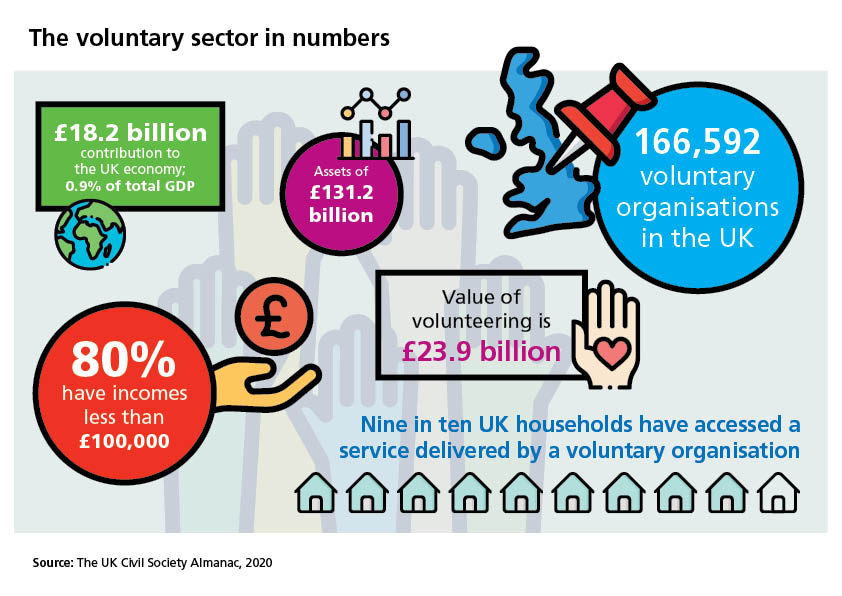 The voluntary sector in numbers
£18.2 billion
contribution to
the UK economy;
0.9% of total GDP
Assets of
£131.2
billion
166,592
voluntary
organisations
in the UK
80%
have incomes
less than
£100,000
£
Value of
volunteering is
£23.9 billion
Nine in ten UK households have accessed a
service delivered by a voluntary organisation
Source: The UK Civil Society Almanac, 2020